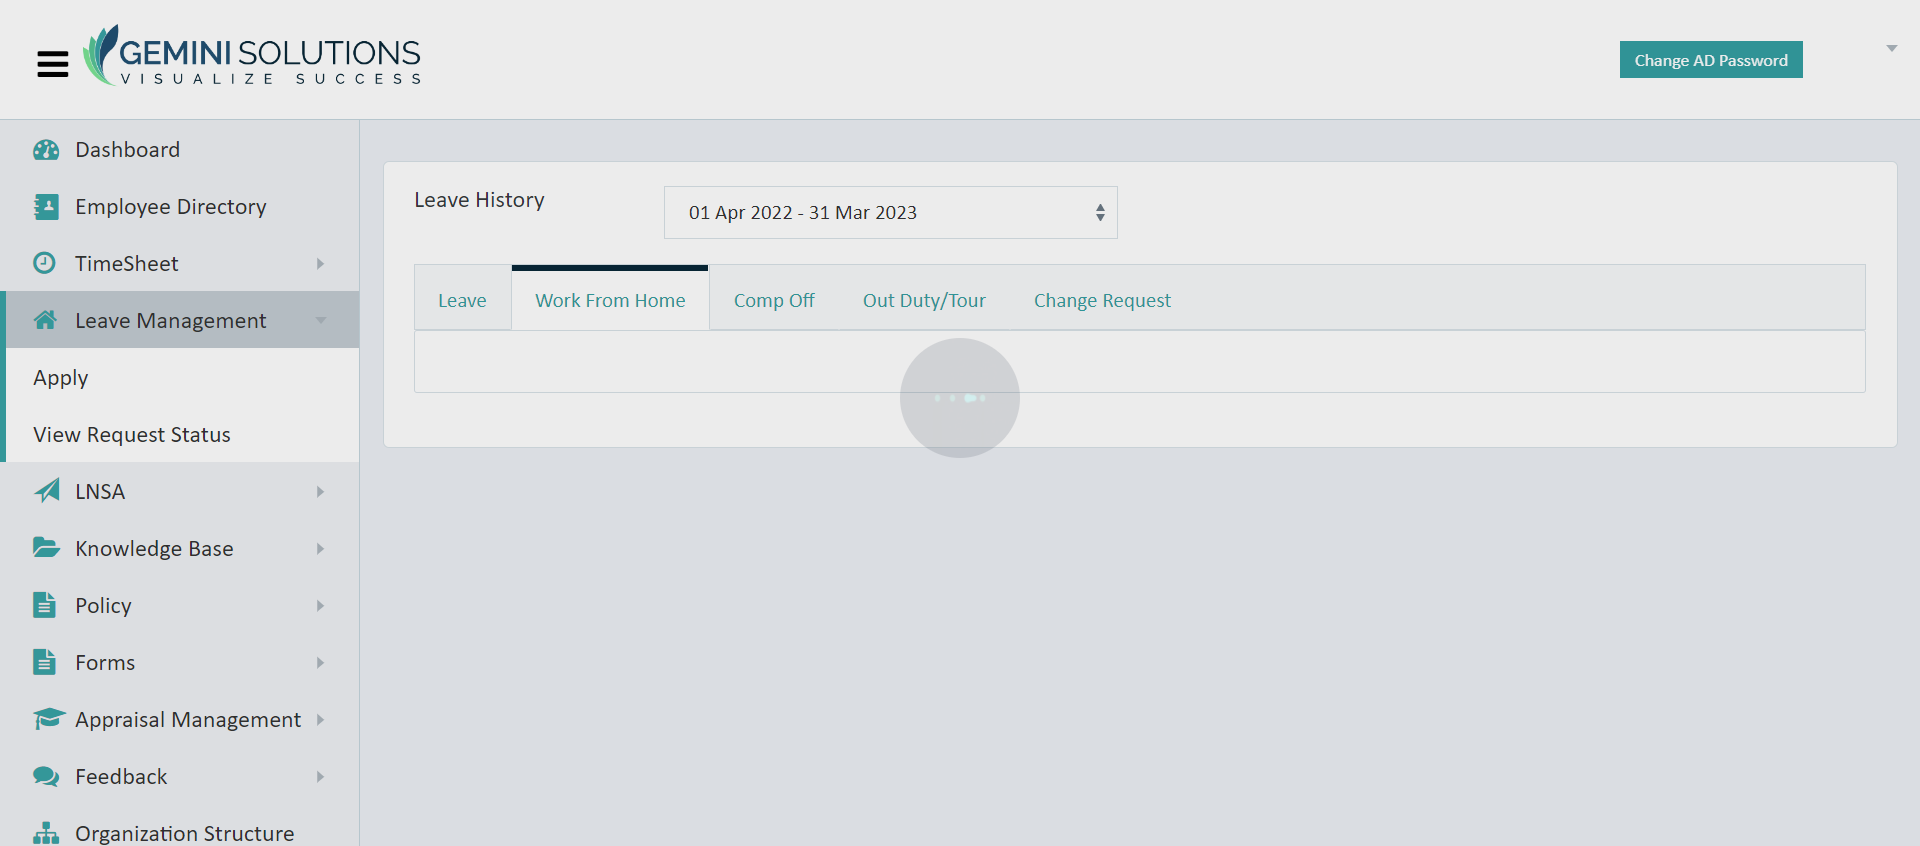 GEMINI SOLUTIONS
VISUALIZE SUCCESS
Change AD Password
Dashboard
Employee Directory
TimeSheet
Leave Management
Apply
View Request Status
LNSA
Knowledge Base
Policy
Forms
Appraisal Management
Feedback
Organization Structure
Leave History
01 Apr 2022 - 31 Mar 2023
Leave
Work From Home
Comp Off
Out Duty/Tour
Change Request